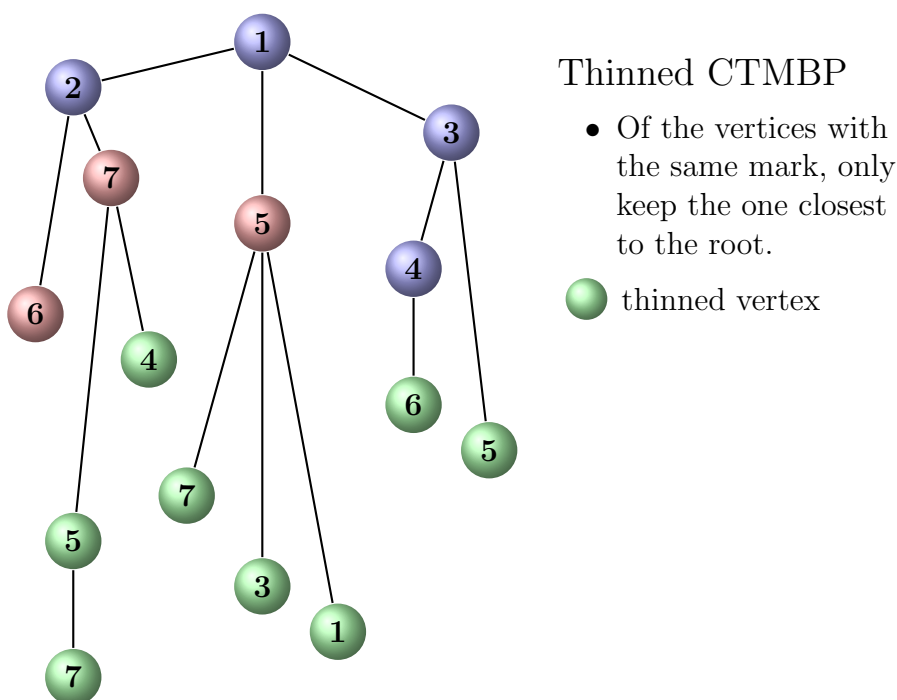 1
2
Thinned CTMBP
• Of the vertices with
3
the same mark, only
7
keep the one closest
5
to the root.
4
6
thinned vertex
4
6
5
7
5
3
1
7